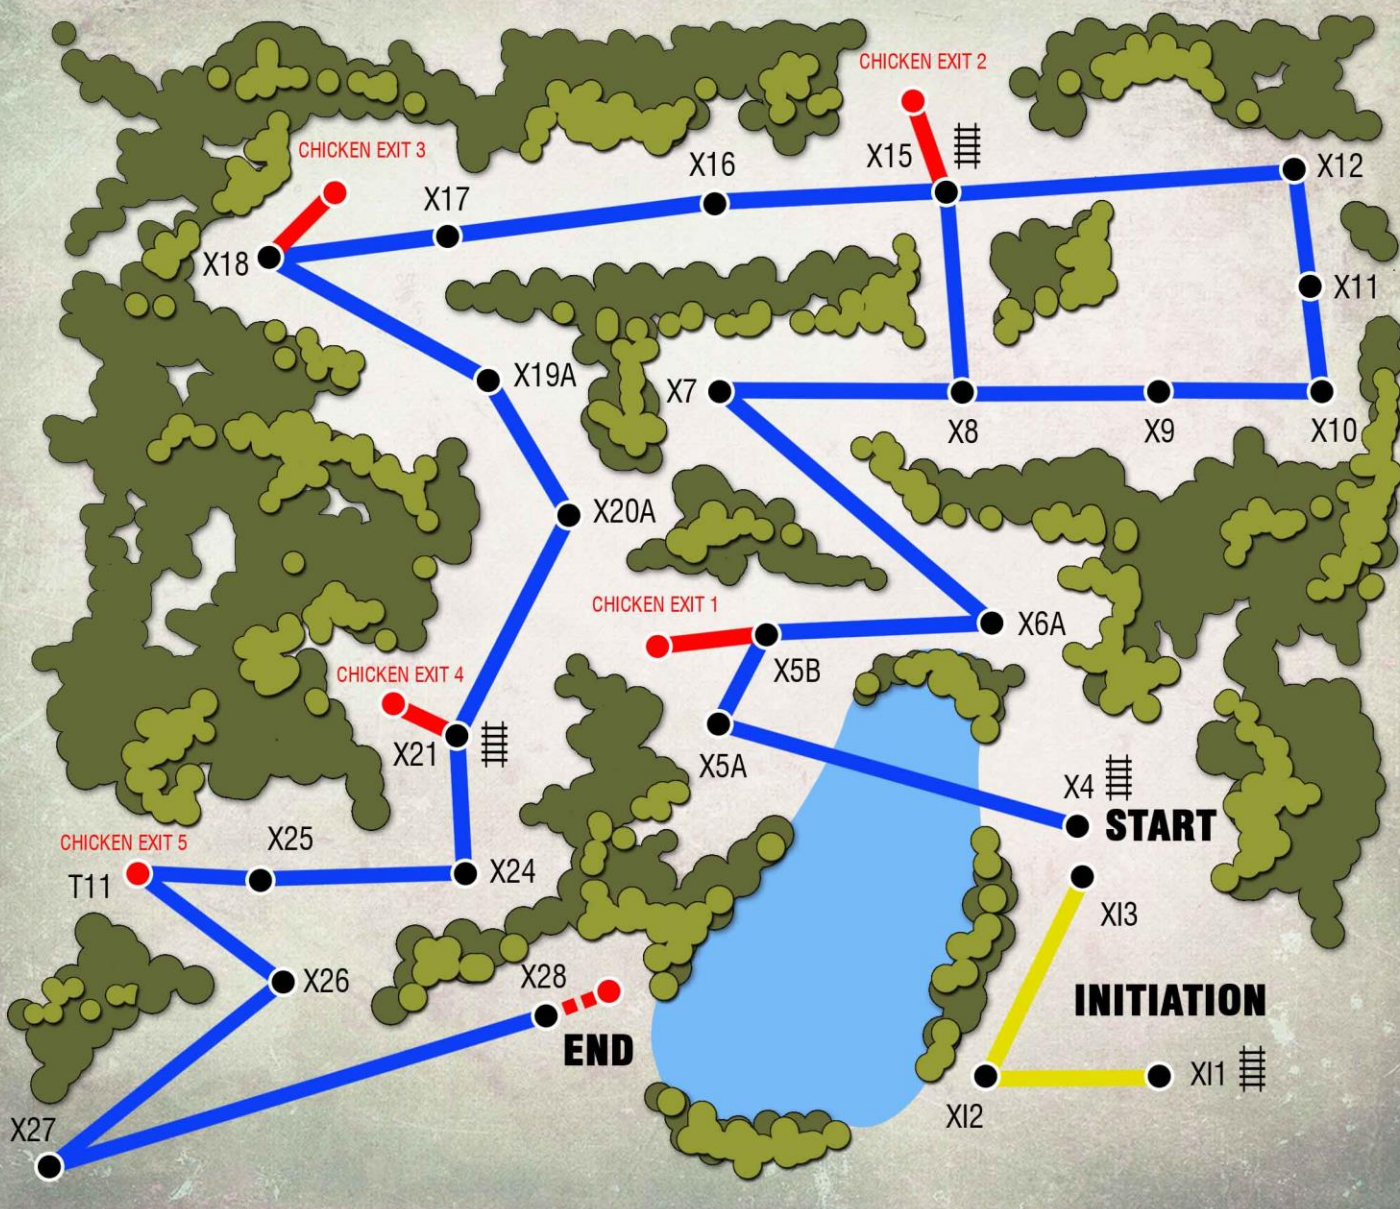 CHICKEN EXIT 2
CHICKEN EXIT 3
X15
X16
X12
X17
X18
X11
X19A
X7
X8
X9
X10
X20A
CHICKEN EXIT 1
X6A
X5B
CHICKEN EXIT 4
X21
X5A
X4
START
CHICKEN EXIT 5
X25
T11
X24
XI3
X26
X28
INITIATION
END
XI1
XI2
X27